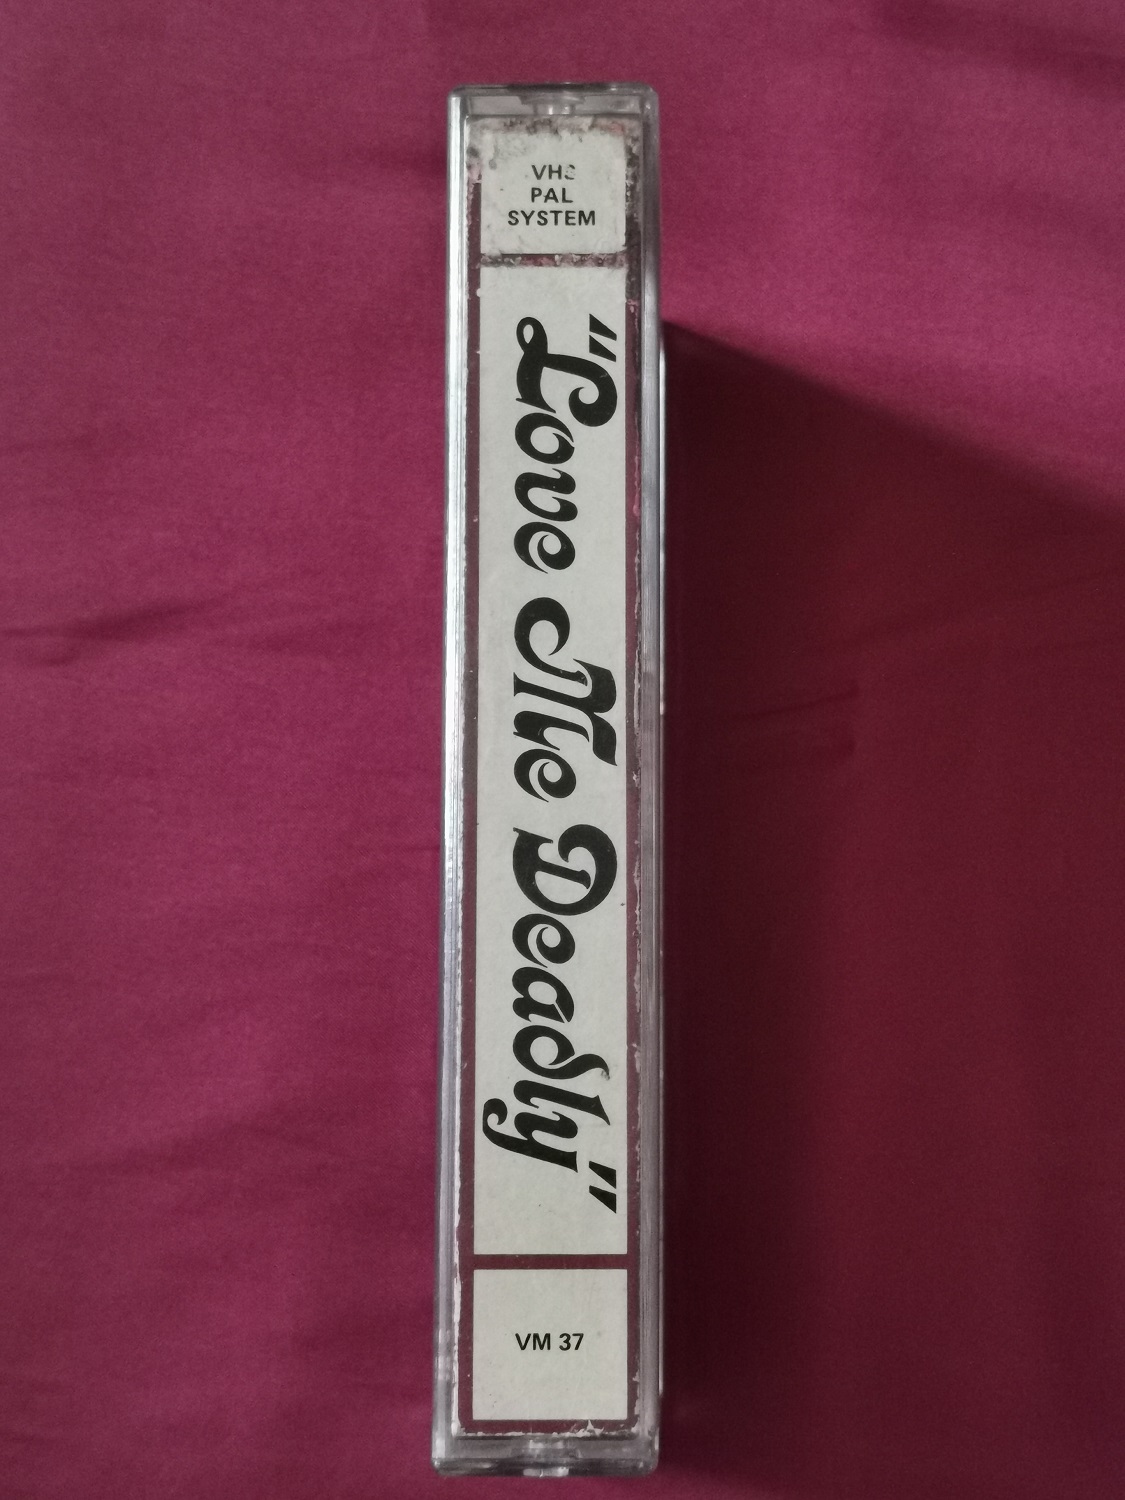 VHS
PAL
SYSTEM
"Love Me Deadly"
VM 37